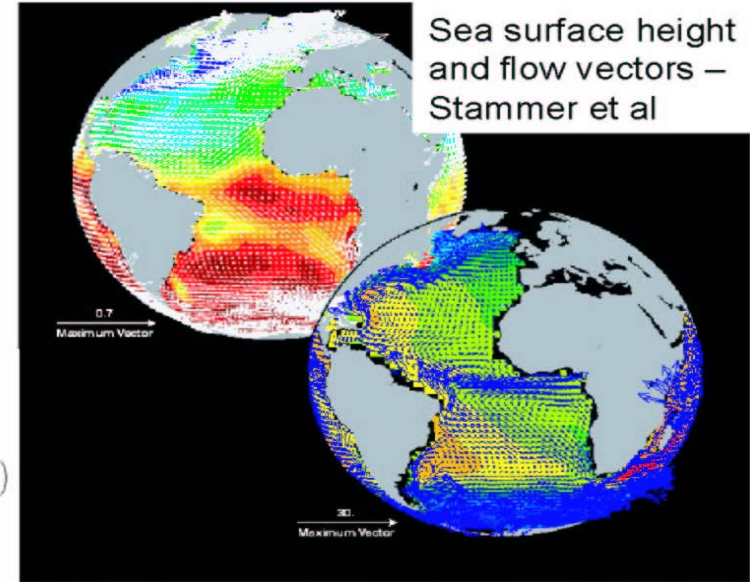 Sea surface height
and flow vectors –
Stammer et al
0.7
Maximum Vector
30.
Maximum Vector
)